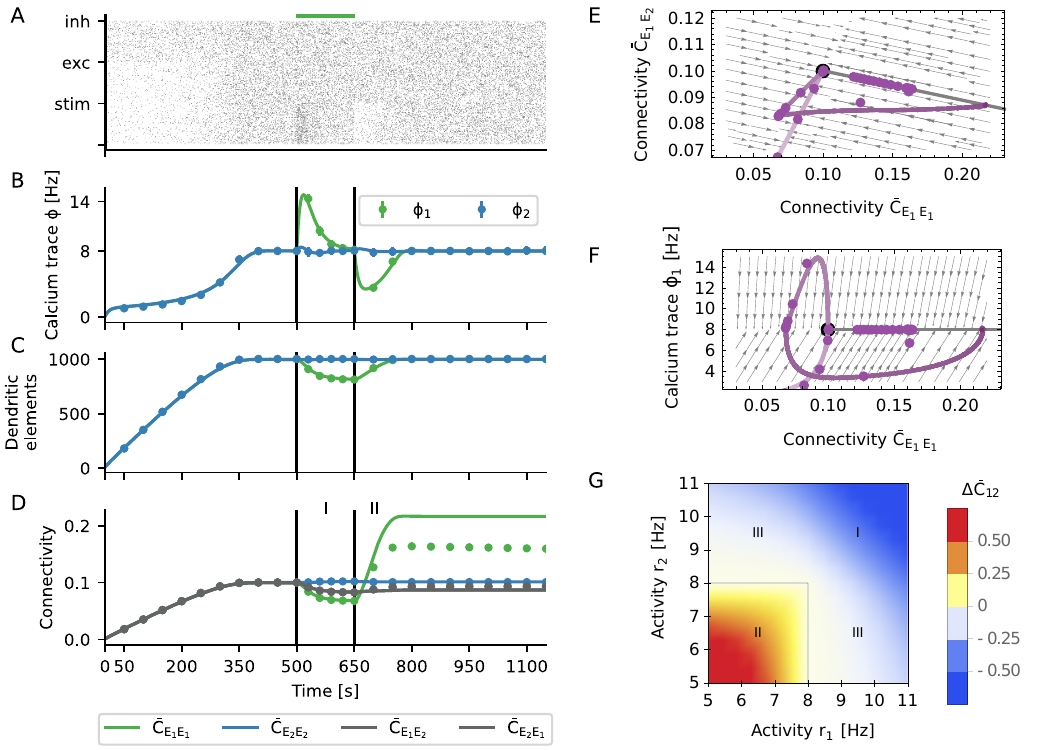 A
inh
exc
stim
B
Calcium trace ϕ [Hz]
14
8
0
ϕ1
ϕ2
C
Dendritic
elements
1000
500
0
D
Connectivity
0.2
0.1
0.0
I
II
0 50 200 350 500 650 800 950 1100
Time [s]
C̄E1E1
C̄E2E2
C̄E1E2
C̄E2E1
E
Connectivity C̄E1E2
0.12
0.11
0.10
0.09
0.08
0.07
0.05 0.10 0.15 0.20
Connectivity C̄E1E1
F
Calcium trace ϕ1 [Hz]
14
12
10
8
6
4
0.05 0.10 0.15 0.20
Connectivity C̄E1E1
G
Activity r2 [Hz]
11
10
9
8
7
6
5
III
I
II
III
5 6 7 8 9 10 11
Activity r1 [Hz]
ΔC̄12
0.50
0.25
0
- 0.25
- 0.50